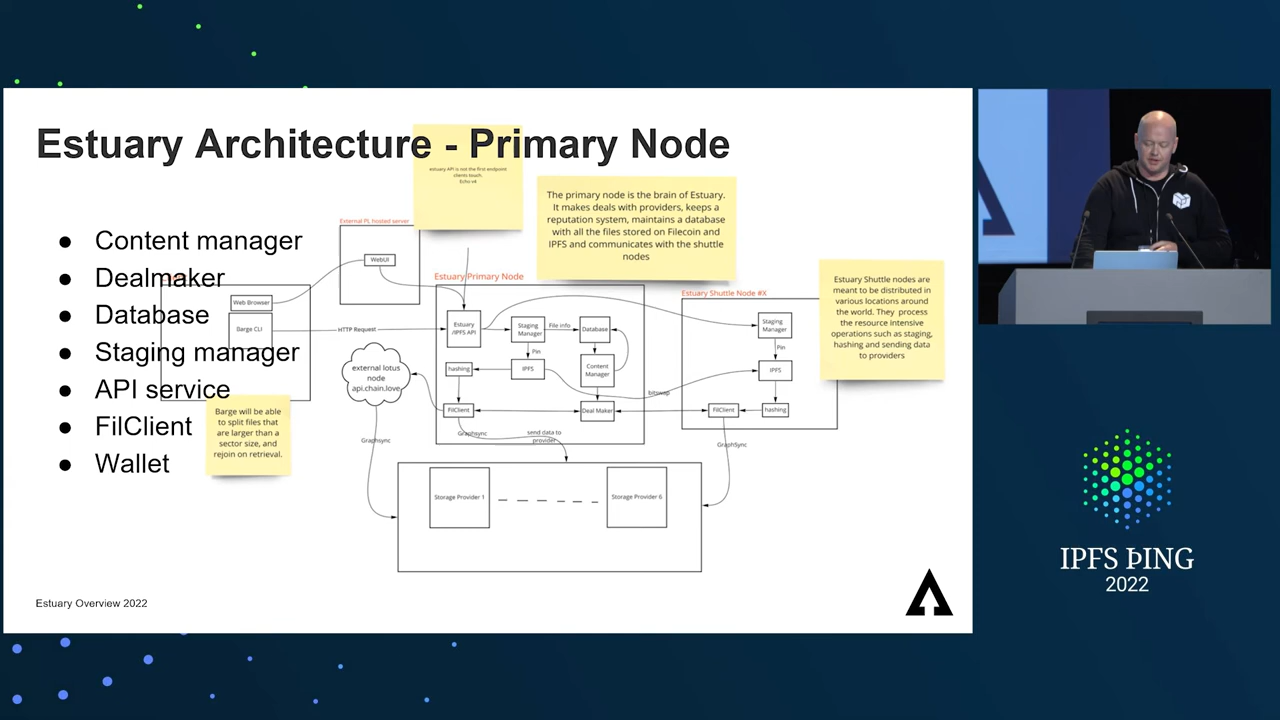 Estuary Architecture - Primary Node
estuary API is not the first endpoint
clients touch.
Echo v4
The primary node is the brain of Estuary.
It makes deals with providers, keeps a
reputation system, maintains a database
with all the files stored on Filecoin and
IPFS and communicates with the shuttle
nodes
● Content manager
● Dealmaker
● Database
● Staging manager
● API service
● FilClient
● Wallet
External PL hosted server
WebUI
Web Browser
Barge CLI
HTTP Request
Barge will be able
to split files that
are larger than a
sector size, and
rejoin on retrieval.
external lotus
node
api.chain.love
Graphsync
Estuary Primary Node
Estuary
/IPFS API
Staging
Manager
File info
Database
Pin
hashing
IPFS
Content
Manager
FilClient
Deal Maker
Graphsync
send data to
provider
bitswap
Estuary Shuttle Node #X
Staging
Manager
Pin
IPFS
FilClient
hashing
GraphSync
Estuary Shuttle nodes are
meant to be distributed in
various locations around
the world. They process
the resource intensive
operations such as staging,
hashing and sending data
to providers
Storage Provider 1
Storage Provider 6
Estuary Overview 2022
IPFS ÞING
2022